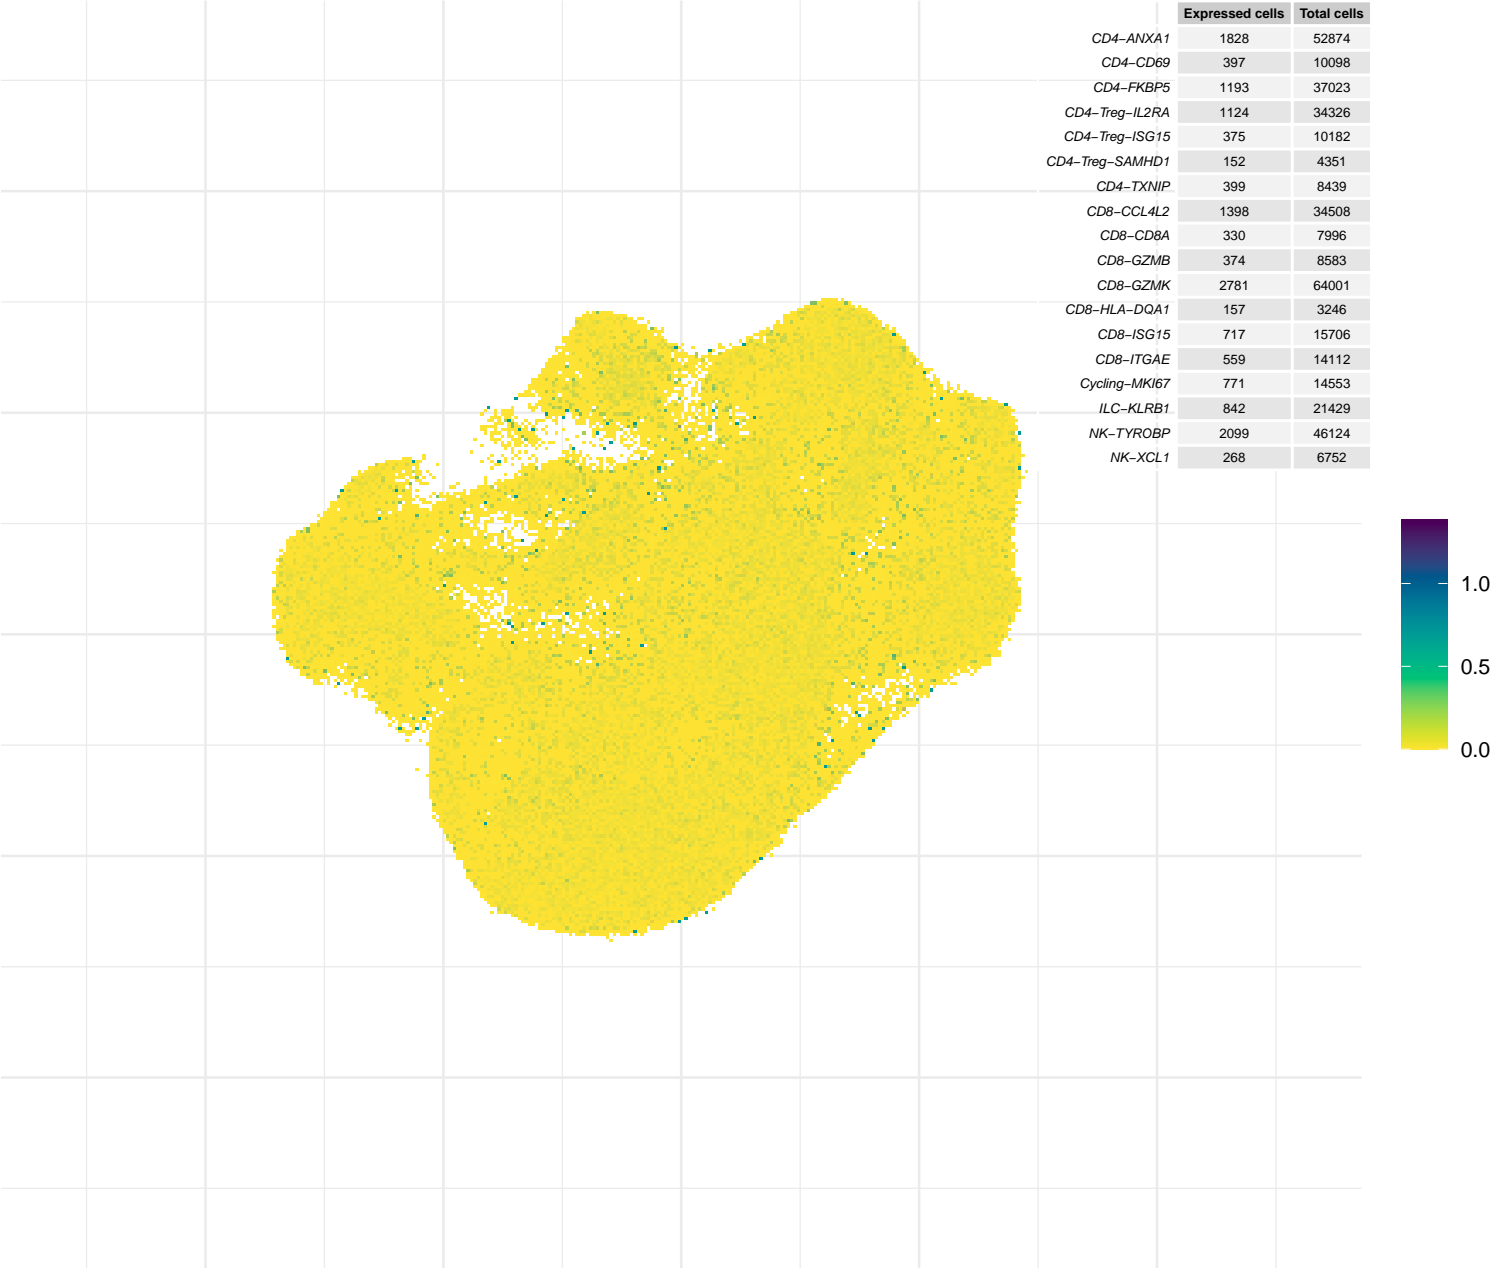 Expressed cells Total cells
CD4−ANXA1 1828 52874
CD4−CD69 397 10098
CD4−FKBP5 1193 37023
CD4−Treg−IL2RA 1124 34326
CD4−Treg−ISG15 375 10182
CD4−Treg−SAMHD1 152 4351
CD4−TXNIP 399 8439
CD8−CCL4L2 1398 34508
CD8−CD8A 330 7996
CD8−GZMB 374 8583
CD8−GZMK 2781 64001
CD8−HLA−DQA1 157 3246
CD8−ISG15 717 15706
CD8−ITGAE 559 14112
Cycling−MKI67 771 14553
ILC−KLRB1 842 21429
NK−TYROBP 2099 46124
NK−XCL1 268 6752
1.0
0.5
0.0